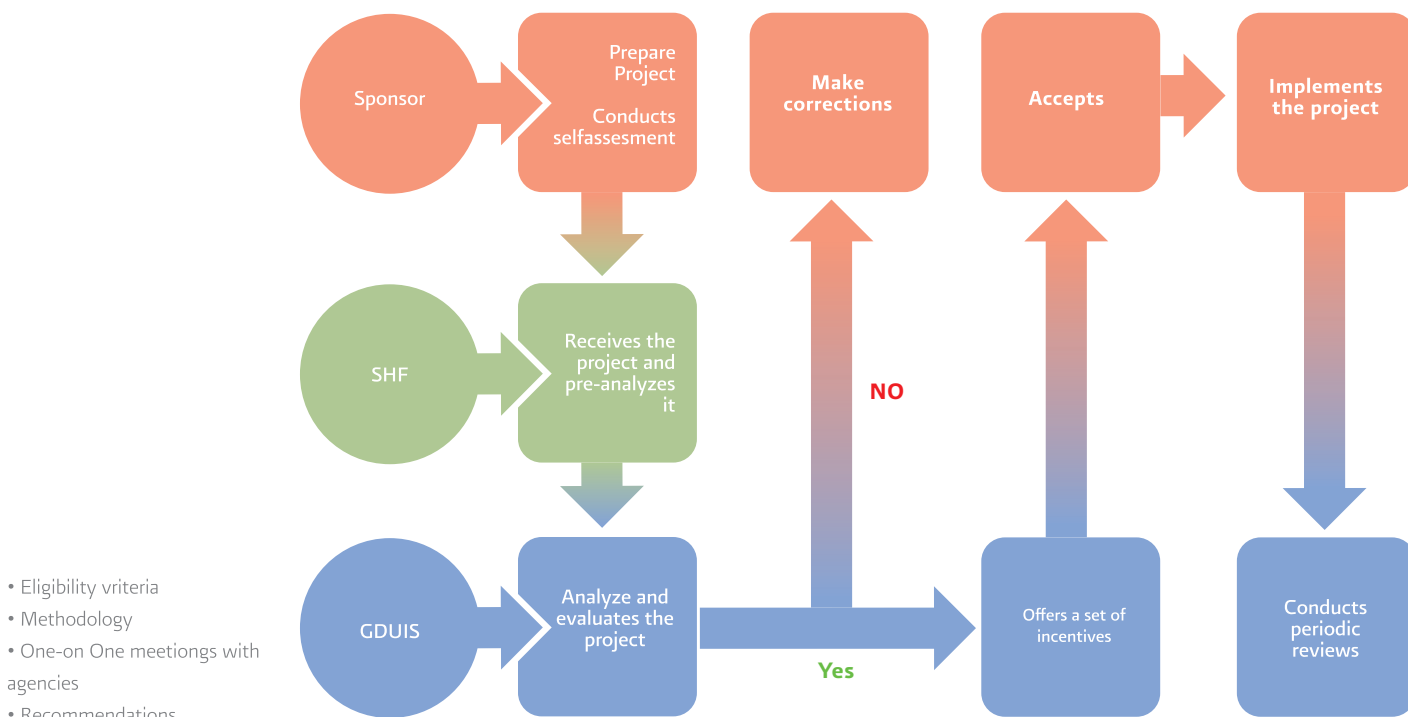 Sponsor
Prepare
Project
Conducts
selfassesment
Make
corrections
Accepts
Implements
the project
SHF
Receives the
project and
pre-analyzes
it
NO
GDUIS
Analyze and
evaluates the
project
Yes
Offers a set of
incentives
Conducts
periodic
reviews
• Eligibility vriteria
• Methodology
• One-on One meetiongs with
agencies
• Recommendations